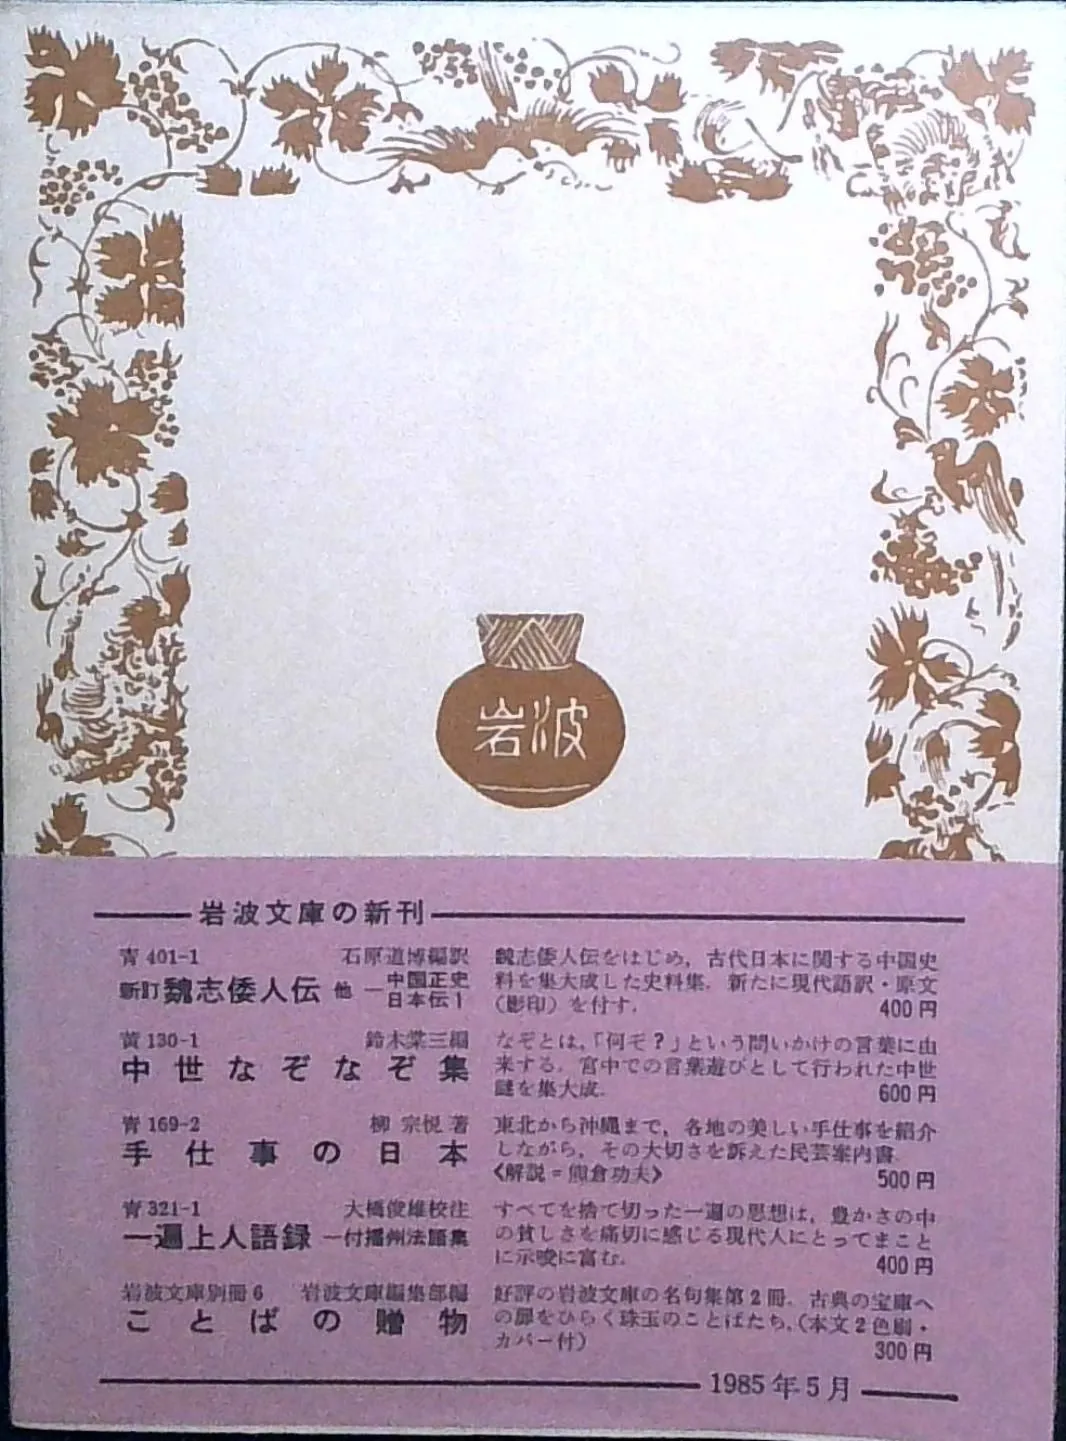 岩波
岩波文庫の新刊
青401-1 石原道博編訳
新訂 魏志倭人伝 他 ―中国正史日本伝1
魏志倭人伝をはじめ，古代日本に関する中国史
料を集大成した史料集．新たに現代語訳・原文
(影印)を付す． 400円
黄130-1 鈴木棠三編
中世なぞなぞ集
なぞとは，「何ぞ？」という問いかけの言葉に由
来する．宮中での言葉遊びとして行われた中世
謎を集大成． 600円
青169-2 柳 宗悦 著
手仕事の日本
東北から沖縄まで，各地の美しい手仕事を紹介
しながら，その大切さを訴えた民芸案内書．
《解説＝熊倉功夫》 500円
青321-1 大橋俊雄校注
一遍上人語録 ―付播州法語集
すべてを捨て切った一遍の思想は，豊かさの中
の貧しさを痛切に感じる現代人にとってまこと
に示唆に富む． 400円
岩波文庫別冊6 岩波文庫編集部編
ことばの贈物
好評の岩波文庫の名句集第2冊．古典の宝庫へ
の扉をひらく珠玉のことばたち．(本文2色刷・
カバー付) 300円
1985年5月